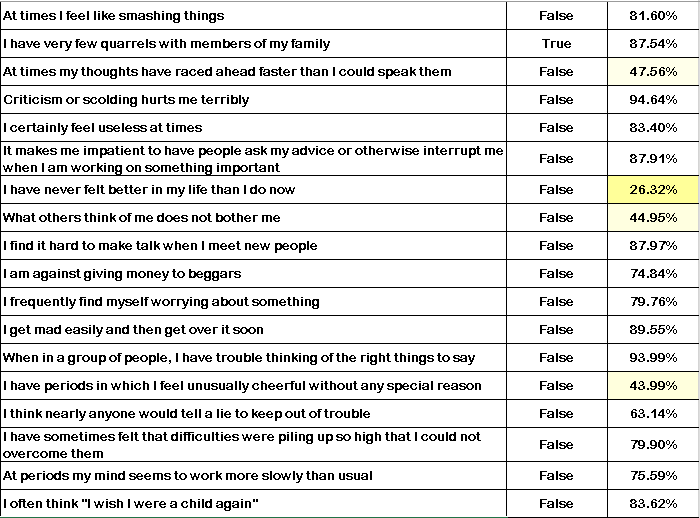 At times I feel like smashing things False 81.60%
I have very few quarrels with members of my family True 87.54%
At times my thoughts have raced ahead faster than I could speak them False 47.56%
Criticism or scolding hurts me terribly False 94.64%
I certainly feel useless at times False 83.40%
It makes me impatient to have people ask my advice or otherwise interrupt me
when I am working on something important False 87.91%
I have never felt better in my life than I do now False 26.32%
What others think of me does not bother me False 44.95%
I find it hard to make talk when I meet new people False 87.97%
I am against giving money to beggars False 74.84%
I frequently find myself worrying about something False 79.76%
I get mad easily and then get over it soon False 89.55%
When in a group of people, I have trouble thinking of the right things to say False 93.99%
I have periods in which I feel unusually cheerful without any special reason False 43.99%
I think nearly anyone would tell a lie to keep out of trouble False 63.14%
I have sometimes felt that difficulties were piling up so high that I could not
overcome them False 79.90%
At periods my mind seems to work more slowly than usual False 75.59%
I often think "I wish I were a child again" False 83.62%